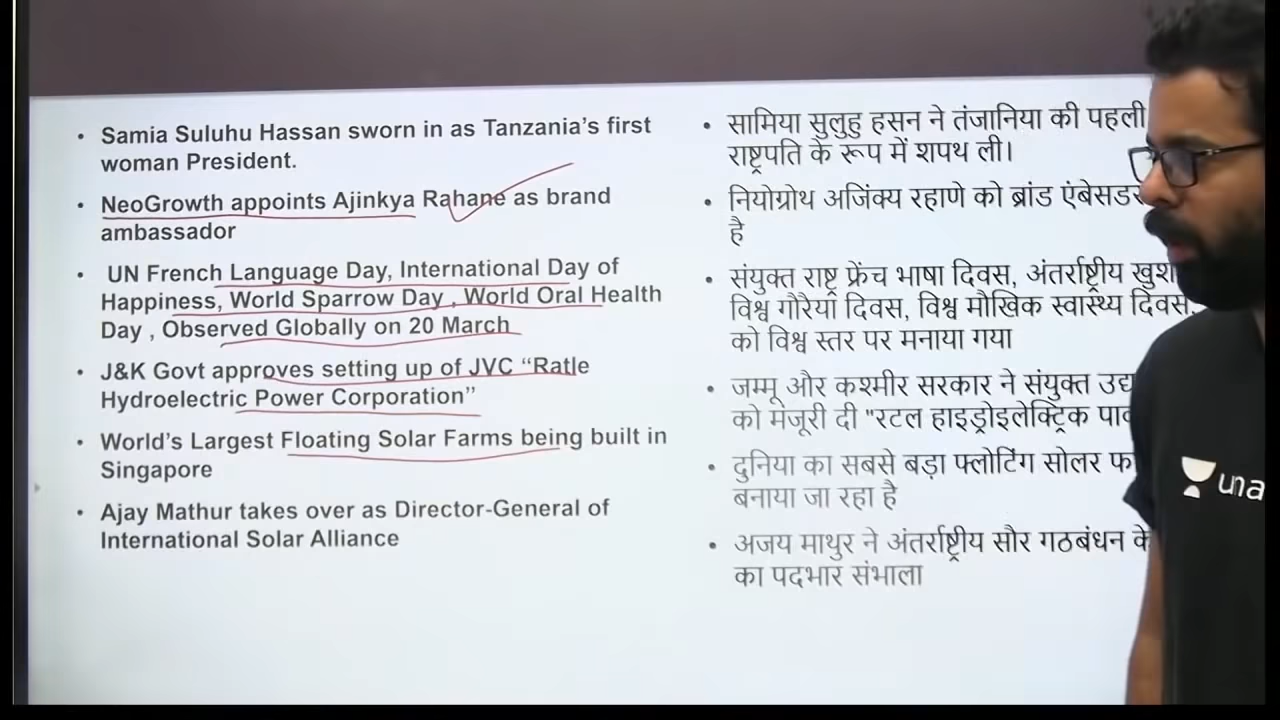 • Samia Suluhu Hassan sworn in as Tanzania's first
woman President.
• NeoGrowth appoints Ajinkya Rahane as brand
ambassador
• UN French Language Day, International Day of
Happiness, World Sparrow Day , World Oral Health
Day , Observed Globally on 20 March
• J&K Govt approves setting up of JVC “Ratle
Hydroelectric Power Corporation”
• World's Largest Floating Solar Farms being built in
Singapore
• Ajay Mathur takes over as Director-General of
International Solar Alliance
• सामिया सुलुहु हसन ने तंजानिया की पहली
राष्ट्रपति के रूप में शपथ ली।
• नियोग्रोथ अजिंक्य रहाणे को ब्रांड एंबेसडर
है
• संयुक्त राष्ट्र फ्रेंच भाषा दिवस, अंतर्राष्ट्रीय
विश्व गौरैया दिवस, विश्व मौखिक स्वास्थ्य दिवस,
को विश्व स्तर पर मनाया गया
• जम्मू और कश्मीर सरकार ने संयुक्त
को मंजूरी दी "रटल हाइड्रोइलेक्ट्रिक
• दुनिया का सबसे बड़ा फ्लोटिंग सोलर
बनाया जा रहा है
• अजय माथुर ने अंतर्राष्ट्रीय सौर गठबंधन के
का पदभार संभाला
una